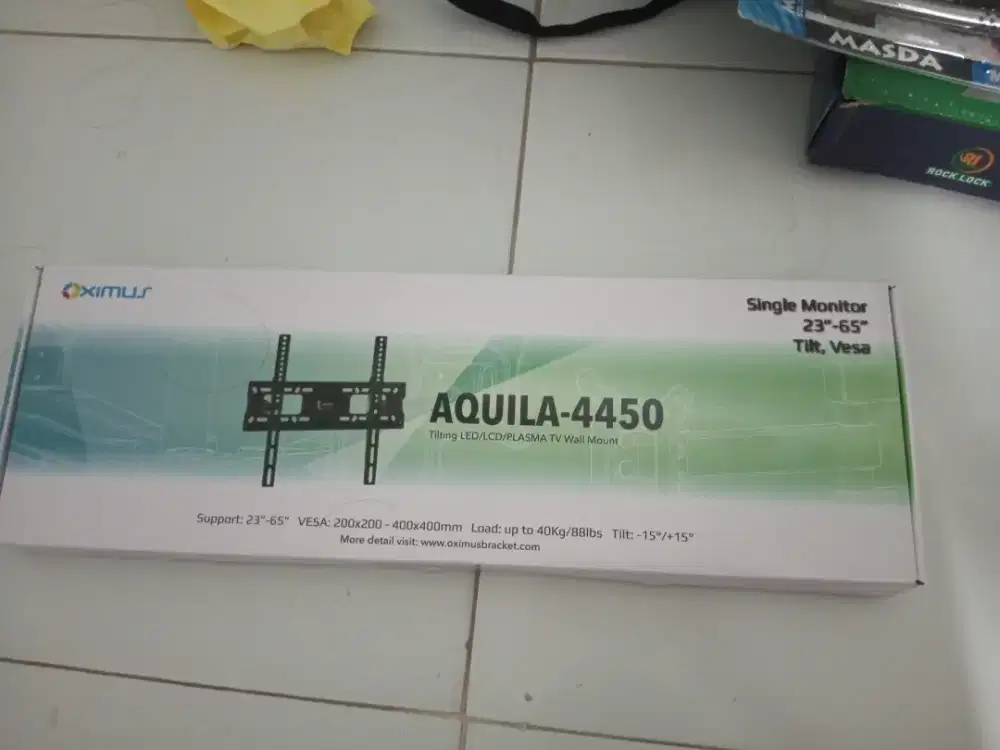 MASDA
ROCK LOCK
OXIMUS
Single Monitor
23"-65"
Tilt, Vesa
AQUILA-4450
Tilting LED/LCD/PLASMA TV Wall Mount
Support: 23"-65" VESA: 200x200 - 400x400mm Load: up to 40Kg/88lbs Tilt: -15°/+15°
More detail visit: www.oximusbracket.com